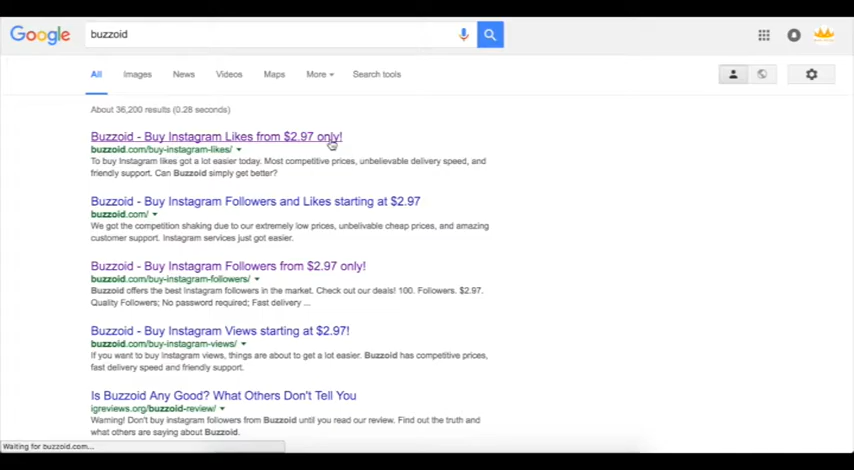 Google
buzzoid
All Images News Videos Maps More Search tools
About 36,200 results (0.28 seconds)
Buzzoid - Buy Instagram Likes from $2.97 only!
buzzoid.com/buy-instagram-likes/
To buy Instagram likes got a lot easier today. Most competitive prices, unbelievable delivery speed, and
friendly support. Can Buzzoid simply get better?
Buzzoid - Buy Instagram Followers and Likes starting at $2.97
buzzoid.com/
We got the competition shaking due to our extremely low prices, unbelivable cheap prices, and amazing
customer support. Instagram services just got easier.
Buzzoid - Buy Instagram Followers from $2.97 only!
buzzoid.com/buy-instagram-followers/
Buzzoid offers the best Instagram followers in the market. Check out our deals! 100. Followers. $2.97.
Quality Followers; No password required; Fast delivery ...
Buzzoid - Buy Instagram Views starting at $2.97!
buzzoid.com/buy-instagram-views/
If you want to buy instagram views, things are about to get a lot easier. Buzzoid has competitive prices,
fast delivery speed and friendly support.
Is Buzzoid Any Good? What Others Don't Tell You
igreviews.org/buzzoid-review/
Warning! Don't buy instagram followers from Buzzoid until you read our review. Find out the truth and
what others are saying about Buzzoid.
Waiting for buzzoid.com...